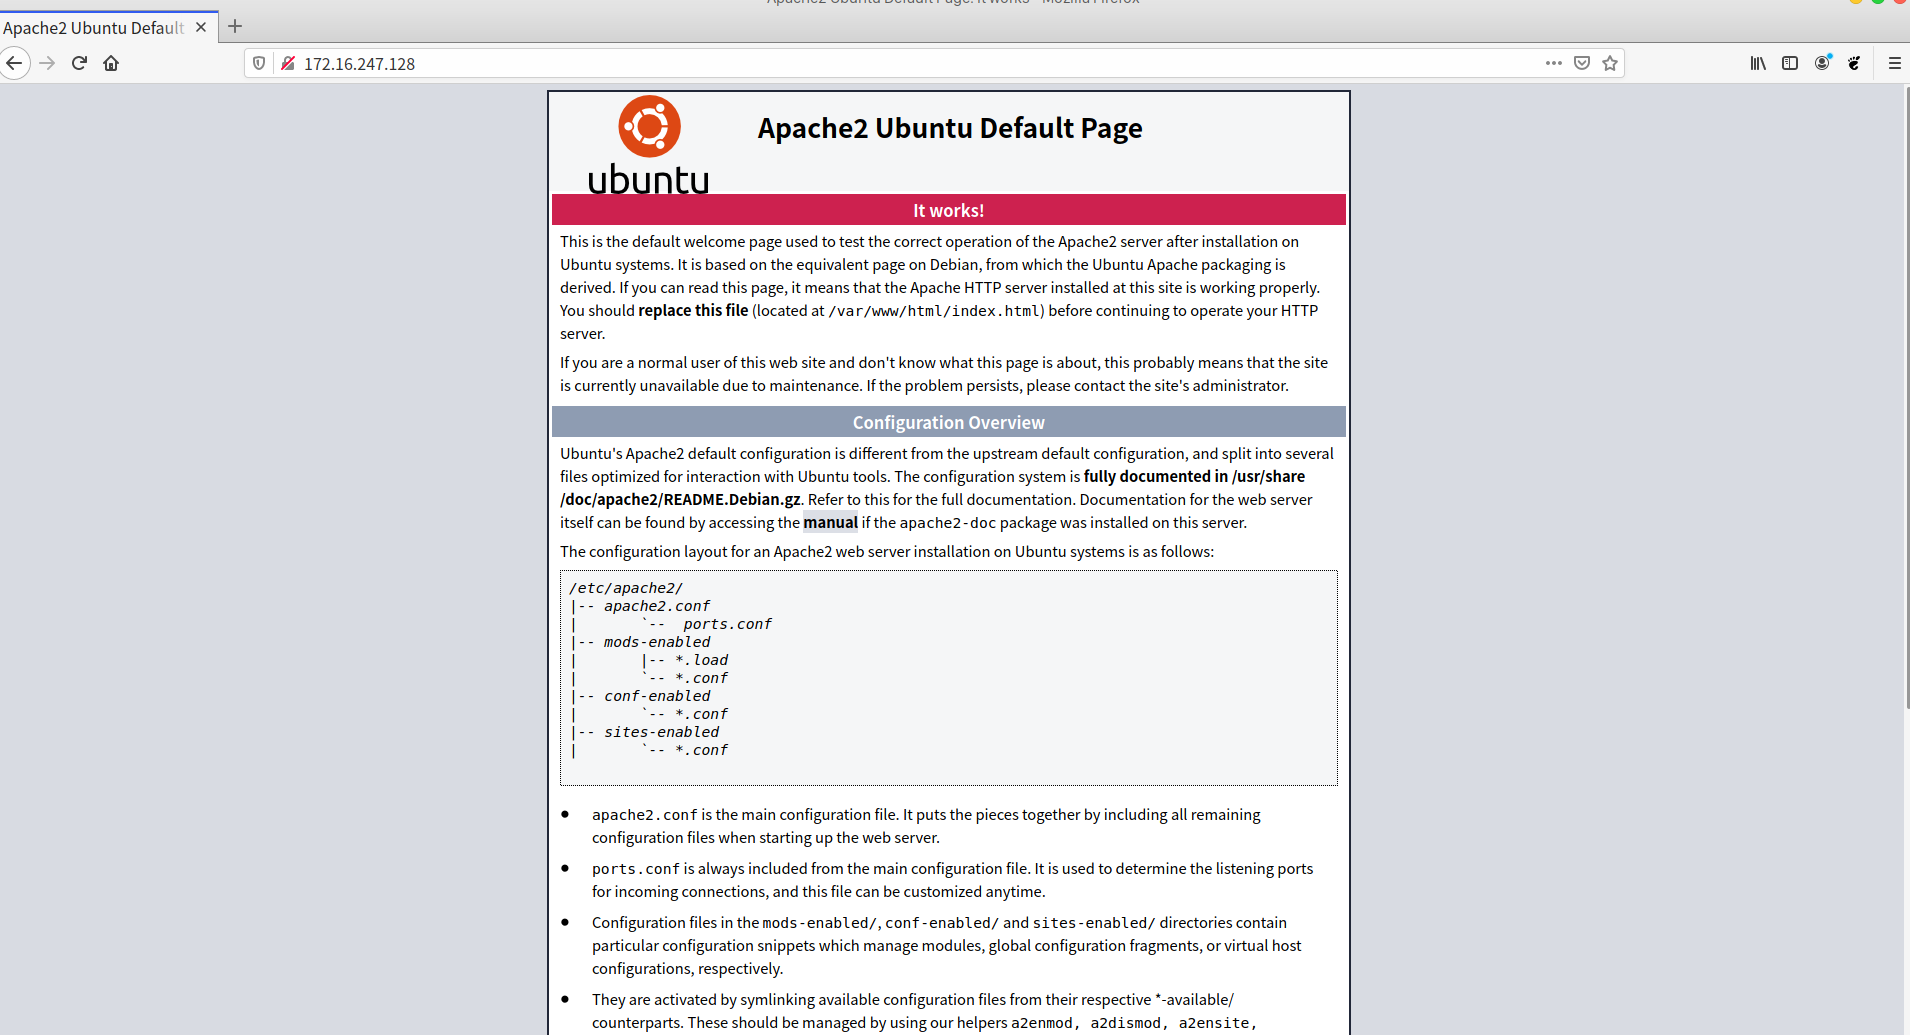 Apache2 Ubuntu Default Page: It works - Mozilla Firefox
Apache2 Ubuntu Default
172.16.247.128
ubuntu
Apache2 Ubuntu Default Page
It works!
This is the default welcome page used to test the correct operation of the Apache2 server after installation on
Ubuntu systems. It is based on the equivalent page on Debian, from which the Ubuntu Apache packaging is
derived. If you can read this page, it means that the Apache HTTP server installed at this site is working properly.
You should replace this file (located at /var/www/html/index.html) before continuing to operate your HTTP
server.
If you are a normal user of this web site and don't know what this page is about, this probably means that the site
is currently unavailable due to maintenance. If the problem persists, please contact the site's administrator.
Configuration Overview
Ubuntu's Apache2 default configuration is different from the upstream default configuration, and split into several
files optimized for interaction with Ubuntu tools. The configuration system is fully documented in /usr/share
/doc/apache2/README.Debian.gz. Refer to this for the full documentation. Documentation for the web server
itself can be found by accessing the manual if the apache2-doc package was installed on this server.
The configuration layout for an Apache2 web server installation on Ubuntu systems is as follows:
/etc/apache2/
|-- apache2.conf
|       `--  ports.conf
|-- mods-enabled
|       |-- *.load
|       `-- *.conf
|-- conf-enabled
|       `-- *.conf
|-- sites-enabled
|       `-- *.conf
● apache2.conf is the main configuration file. It puts the pieces together by including all remaining
configuration files when starting up the web server.
● ports.conf is always included from the main configuration file. It is used to determine the listening ports
for incoming connections, and this file can be customized anytime.
● Configuration files in the mods-enabled/, conf-enabled/ and sites-enabled/ directories contain
particular configuration snippets which manage modules, global configuration fragments, or virtual host
configurations, respectively.
● They are activated by symlinking available configuration files from their respective *-available/
counterparts. These should be managed by using our helpers a2enmod, a2dismod, a2ensite,